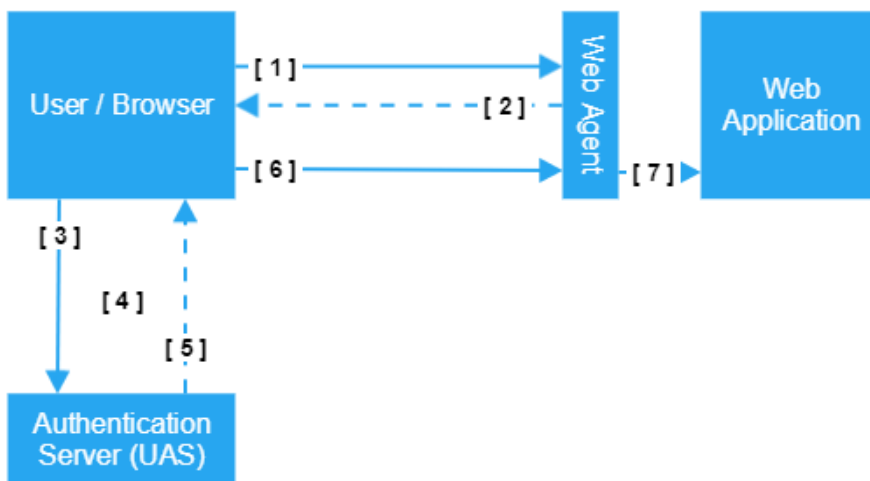 User / Browser
[ 1 ]
[ 2 ]
[ 6 ]
Web Agent
[ 7 ]
Web
Application
[ 3 ]
[ 4 ]
[ 5 ]
Authentication
Server (UAS)